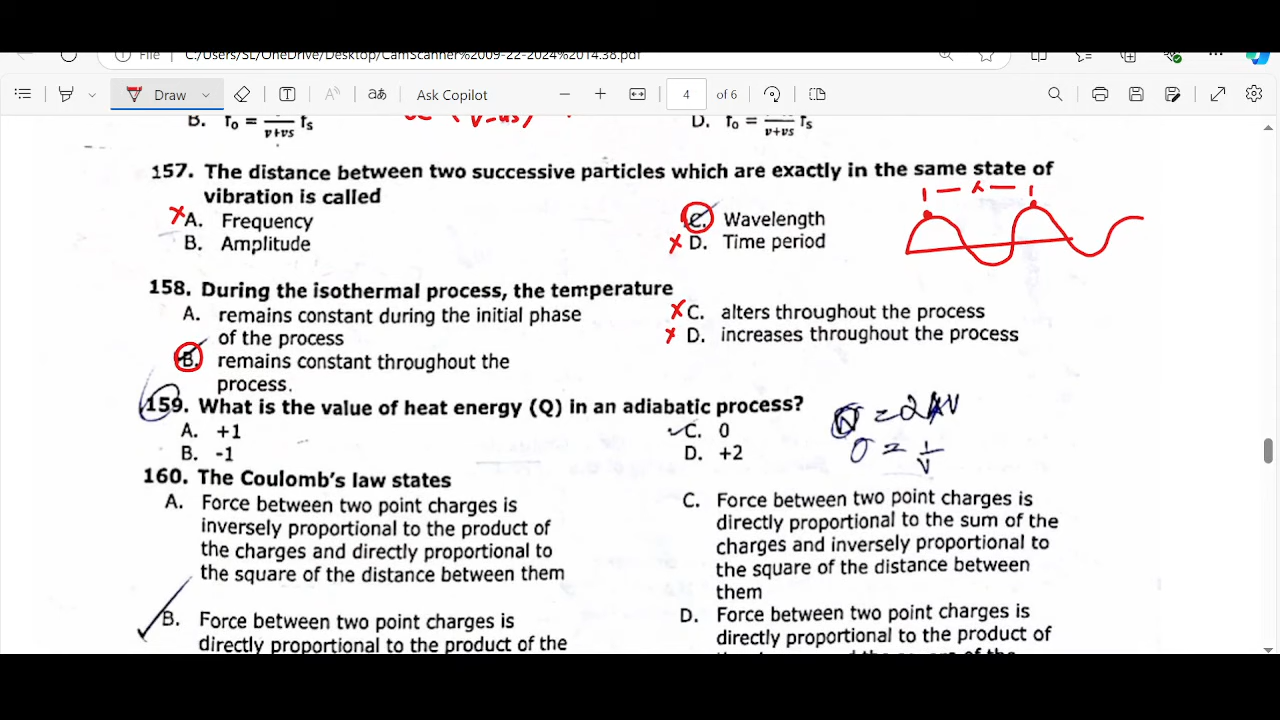 File C:/Users/SL/OneDrive/Desktop/CamScanner%2009-22-2024%2014.38.pdf
Draw
aあ
Ask Copilot
4 of 6
B. fo = / v+vs fs
D. fo = / v+vs fs
157. The distance between two successive particles which are exactly in the same state of
vibration is called
A. Frequency
B. Amplitude
C. Wavelength
D. Time period
λ
158. During the isothermal process, the temperature
A. remains constant during the initial phase
of the process
B. remains constant throughout the
process.
C. alters throughout the process
D. increases throughout the process
159. What is the value of heat energy (Q) in an adiabatic process?
A. +1
B. -1
C. 0
D. +2
160. The Coulomb's law states
A. Force between two point charges is
inversely proportional to the product of
the charges and directly proportional to
the square of the distance between them
B. Force between two point charges is
directly proportional to the product of the
C. Force between two point charges is
directly proportional to the sum of the
charges and inversely proportional to
the square of the distance between
them
D. Force between two point charges is
directly proportional to the product of